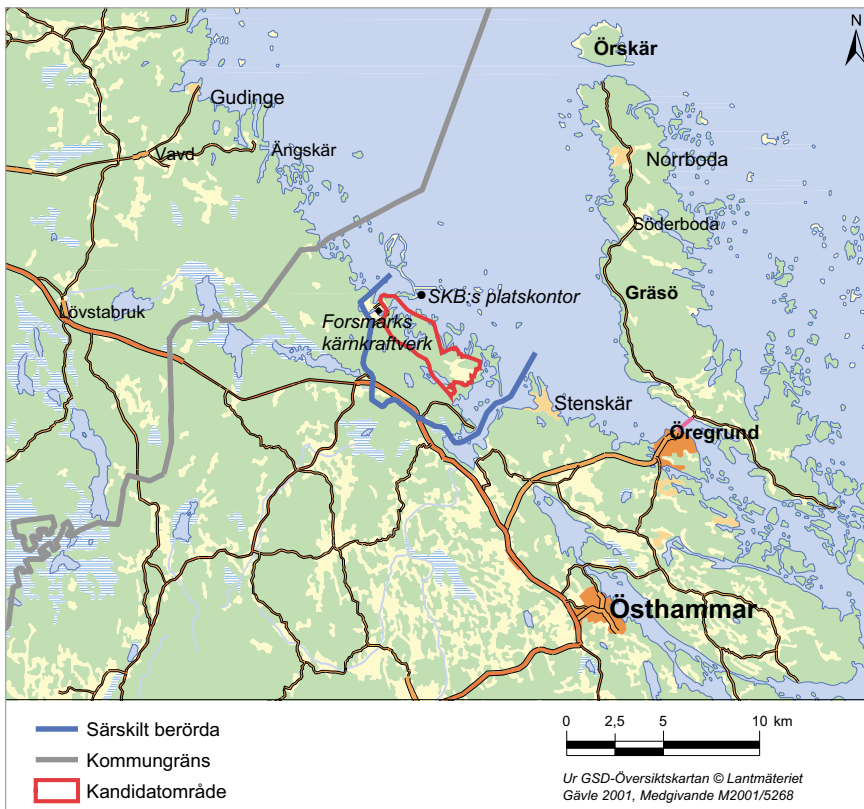 N
Örskär
Gudinge
Vavd
Ängskär
Norrboda
Söderboda
Gräsö
SKB:s platskontor
Lövstabruk
Forsmarks
kärnkraftverk
Stenskär
Öregrund
Östhammar
Särskilt berörda
Kommungräns
Kandidatområde
0 2,5 5 10 km
Ur GSD-Översiktskartan © Lantmäteriet
Gävle 2001, Medgivande M2001/5268